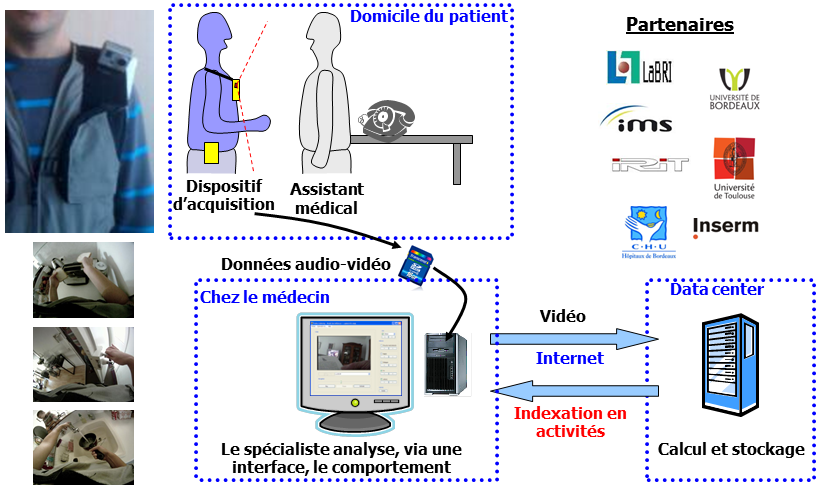 Domicile du patient
Dispositif
d’acquisition
Assistant
médical
Partenaires
LaBRI
UNIVERSITÉ DE
BORDEAUX
ims
IRIT
Université
de Toulouse
C H U
Hôpitaux de Bordeaux
Inserm
Données audio-vidéo
Chez le médecin
Le spécialiste analyse, via une
interface, le comportement
Vidéo
Internet
Indexation en
activités
Data center
Calcul et stockage